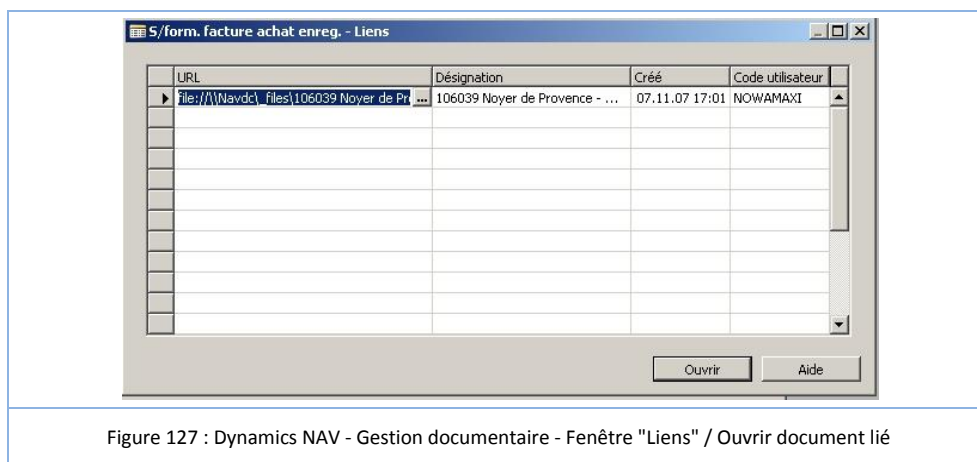 S/form. facture achat enreg. - Liens
URL Désignation Créé Code utilisateur
file://\\Navdc\_files\106039 Noyer de Pr ... 106039 Noyer de Provence - ... 07.11.07 17:01 NOWAMAXI
Ouvrir Aide
Figure 127 : Dynamics NAV - Gestion documentaire - Fenêtre "Liens" / Ouvrir document lié